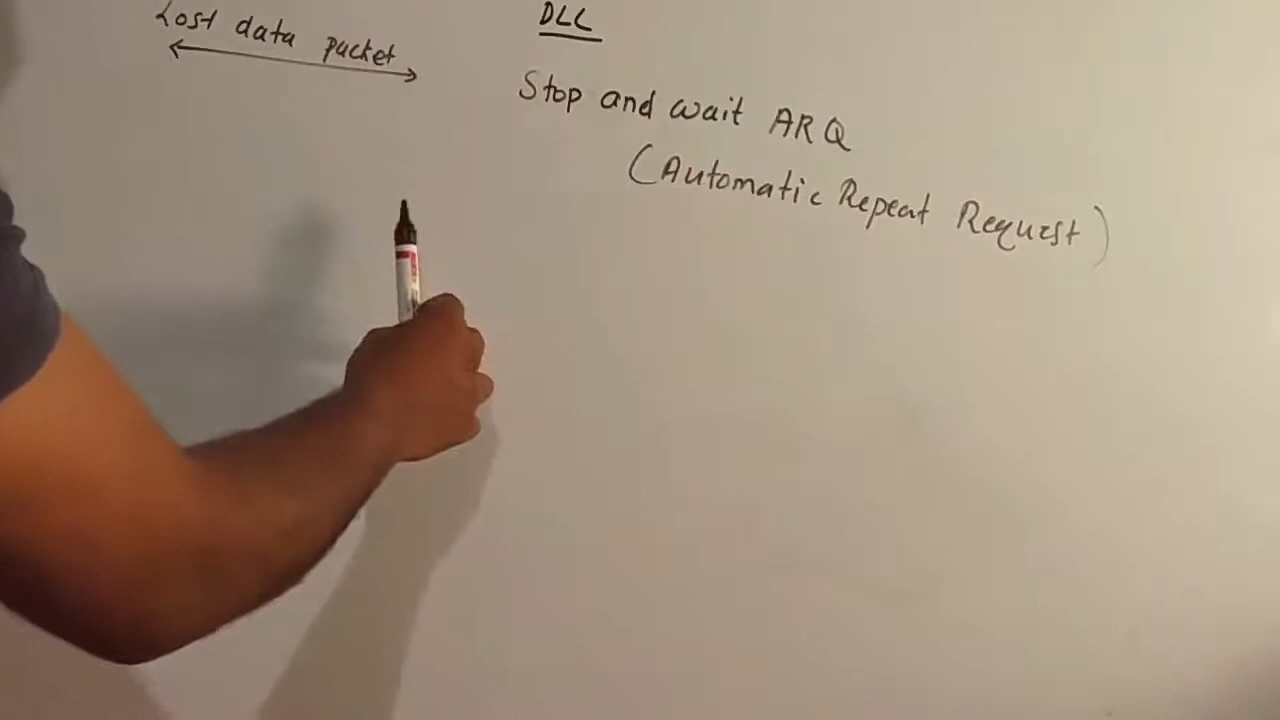 Lost data packet
DLL
Stop and wait ARQ
(Automatic Repeat Request)